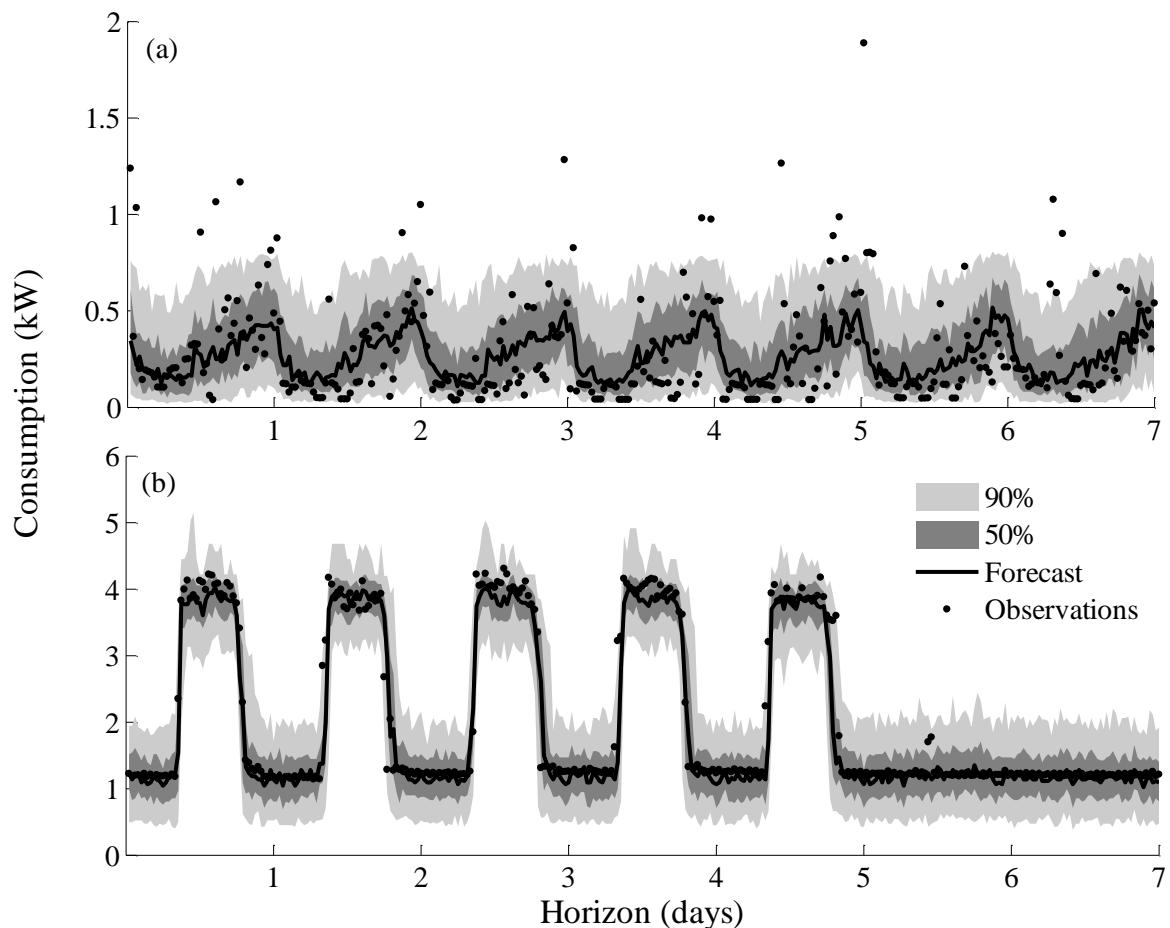 Consumption (kW)
(a)
2
1.5
1
0.5
0
1 2 3 4 5 6 7
(b)
6
5
4
3
2
1
0
90%
50%
Forecast
Observations
1 2 3 4 5 6 7
Horizon (days)